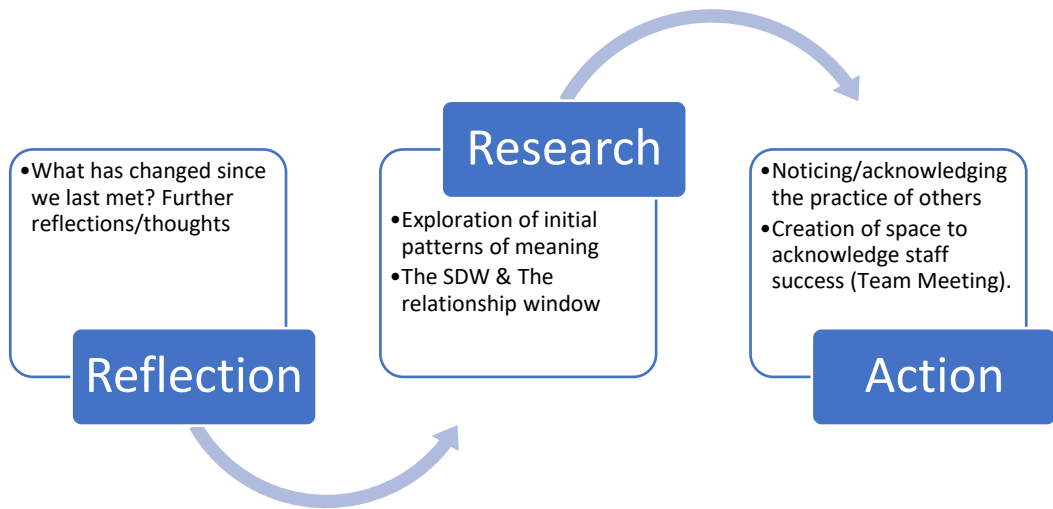 •What has changed since
we last met? Further
reflections/thoughts
Reflection
Research
•Exploration of initial
patterns of meaning
•The SDW & The
relationship window
•Noticing/acknowledging
the practice of others
•Creation of space to
acknowledge staff
success (Team Meeting).
Action